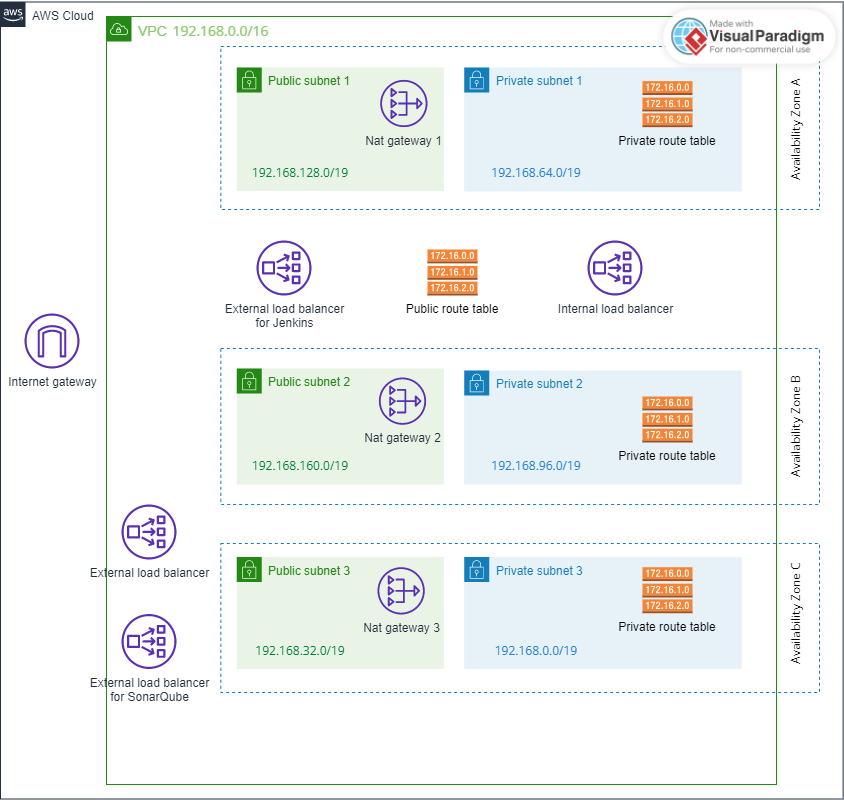 aws
AWS Cloud
VPC 192.168.0.0/16
Made with
Visual Paradigm
For non-commercial use
Public subnet 1
Nat gateway 1
192.168.128.0/19
Private subnet 1
172.16.0.0
172.16.1.0
172.16.2.0
Private route table
192.168.64.0/19
Availability Zone A
External load balancer
for Jenkins
172.16.0.0
172.16.1.0
172.16.2.0
Public route table
Internal load balancer
Internet gateway
Public subnet 2
Nat gateway 2
192.168.160.0/19
Private subnet 2
172.16.0.0
172.16.1.0
172.16.2.0
Private route table
192.168.96.0/19
Availability Zone B
External load balancer
Public subnet 3
Nat gateway 3
192.168.32.0/19
Private subnet 3
172.16.0.0
172.16.1.0
172.16.2.0
Private route table
192.168.0.0/19
Availability Zone C
External load balancer
for SonarQube